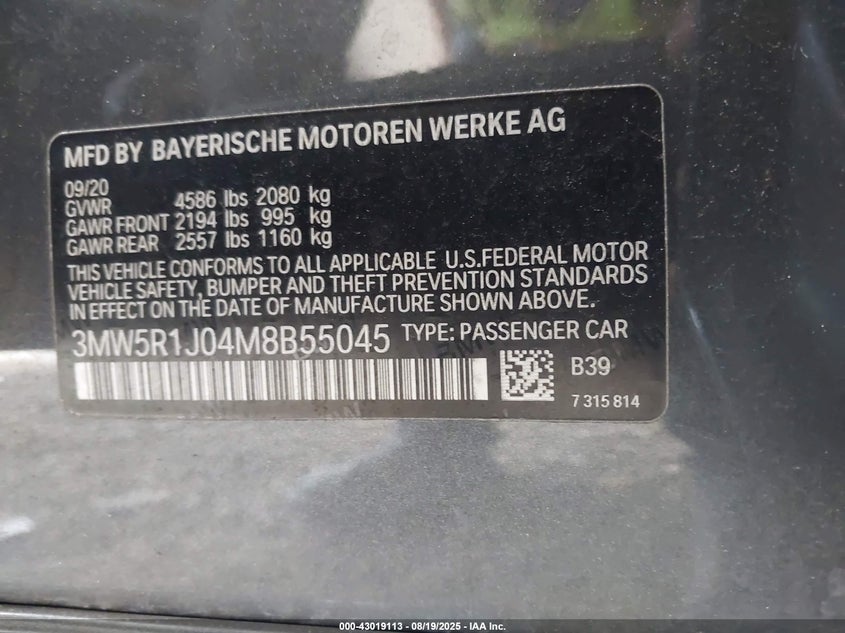 MFD BY BAYERISCHE MOTOREN WERKE AG
09/20
GVWR 4586 lbs 2080 kg
GAWR FRONT 2194 lbs 995 kg
GAWR REAR 2557 lbs 1160 kg
THIS VEHICLE CONFORMS TO ALL APPLICABLE U.S.FEDERAL MOTOR
VEHICLE SAFETY, BUMPER AND THEFT PREVENTION STANDARDS
IN EFFECT ON THE DATE OF MANUFACTURE SHOWN ABOVE.
3MW5R1J04M8B55045 TYPE: PASSENGER CAR
B39
7 315 814
000-43019113 - 08/19/2025 - IAA Inc.